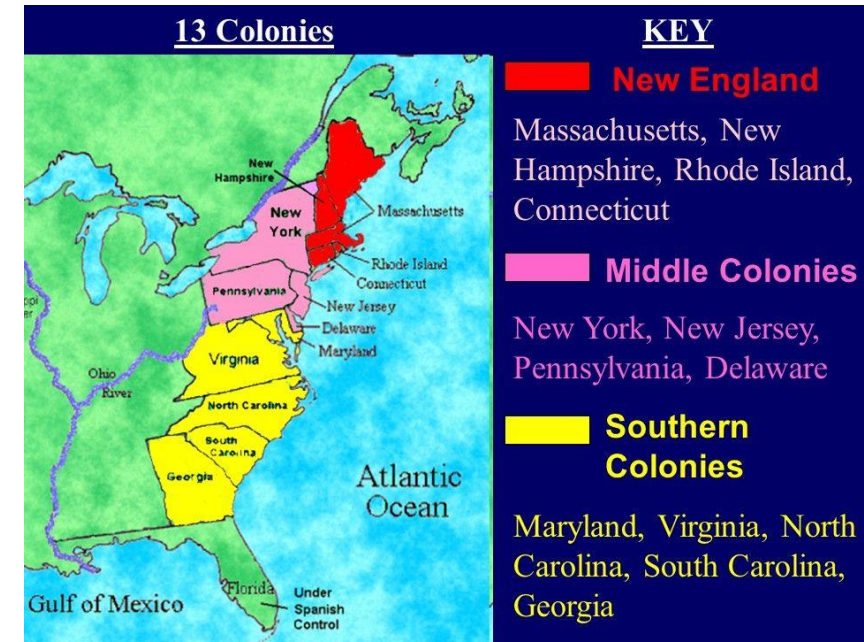 13 Colonies
KEY
New England
Massachusetts, New
Hampshire, Rhode Island,
Connecticut
Middle Colonies
New York, New Jersey,
Pennsylvania, Delaware
Southern
Colonies
Maryland, Virginia, North
Carolina, South Carolina,
Georgia
New
Hampshire
New
York
Massachusetts
Rhode Island
Connecticut
Pennsylvania
New Jersey
Delaware
Maryland
Virginia
Ohio
River
North Carolina
South
Carolina
Georgia
Atlantic
Ocean
Florida
Under
Spanish
Control
Gulf of Mexico